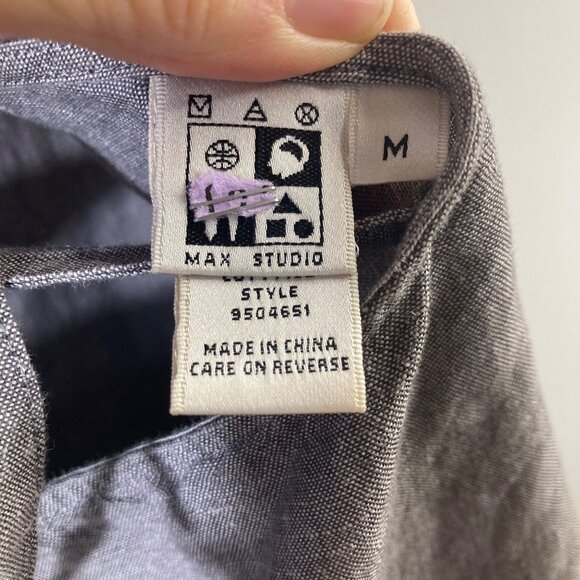 M
MAX STUDIO
STYLE
9504651
MADE IN CHINA
CARE ON REVERSE